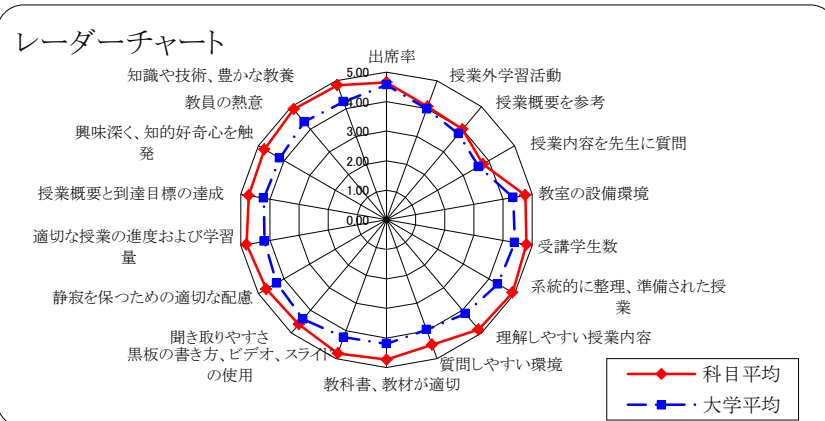 レーダーチャート
出席率
授業外学習活動
授業概要を参考
授業内容を先生に質問
教室の設備環境
受講学生数
系統的に整理、準備された授
業
理解しやすい授業内容
質問しやすい環境
教科書、教材が適切
黒板の書き方、ビデオ、スライド
の使用
聞き取りやすさ
静寂を保つための適切な配慮
適切な授業の進度および学習
量
授業概要と到達目標の達成
興味深く、知的好奇心を触
発
教員の熱意
知識や技術、豊かな教養
5.00
4.00
3.00
2.00
1.00
0.00
科目平均
大学平均